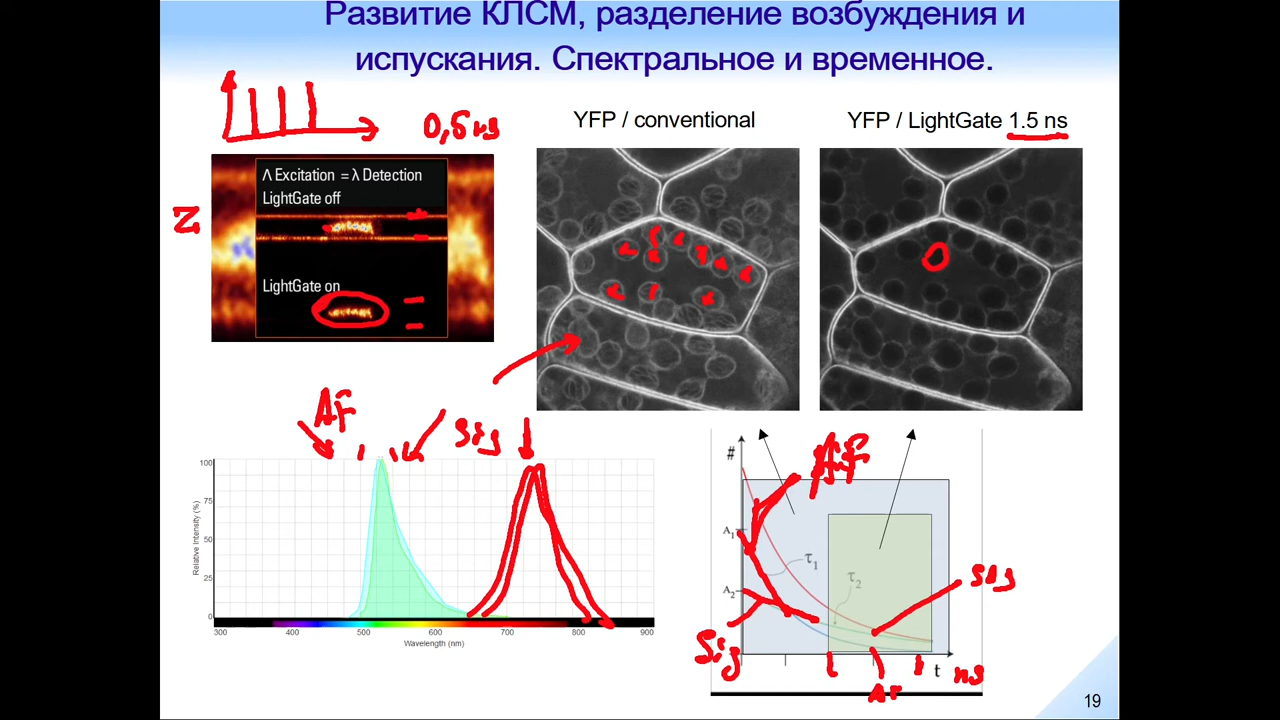 Развитие КЛСМ, разделение возбуждения и
испускания. Спектральное и временное.
0,5 ns
YFP / conventional
YFP / LightGate 1.5 ns
Λ Excitation = λ Detection
LightGate off
Z
LightGate on
AF
Sig
AF
#
100
75
50
25
0
Relative Intensity (%)
300 400 500 600 700 800 900
Wavelength (nm)
A1
τ1
A2
τ2
Sig
Sig
t
ns
19